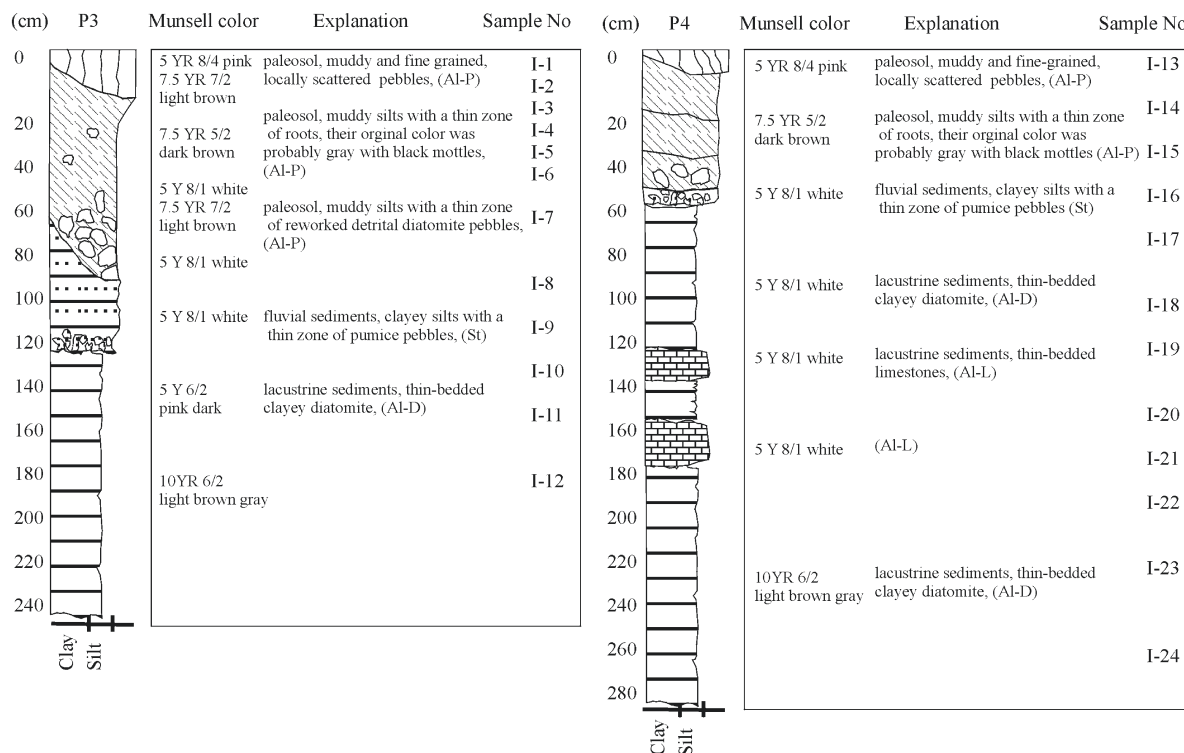 (cm) P3 Munsell color Explanation Sample No
0
20
40
60
80
100
120
140
160
180
200
220
240
Clay
Silt
5 YR 8/4 pink
7.5 YR 7/2
light brown
7.5 YR 5/2
dark brown
5 Y 8/1 white
7.5 YR 7/2
light brown
5 Y 8/1 white
5 Y 8/1 white
5 Y 6/2
pink dark
10YR 6/2
light brown gray
paleosol, muddy and fine grained,
locally scattered pebbles, (Al-P)
paleosol, muddy silts with a thin zone
of roots, their orginal color was
probably gray with black mottles,
(Al-P)
paleosol, muddy silts with a thin zone
of reworked detrital diatomite pebbles,
(Al-P)
fluvial sediments, clayey silts with a
thin zone of pumice pebbles, (St)
lacustrine sediments, thin-bedded
clayey diatomite, (Al-D)
I-1
I-2
I-3
I-4
I-5
I-6
I-7
I-8
I-9
I-10
I-11
I-12
(cm) P4 Munsell color Explanation Sample No
0
20
40
60
80
100
120
140
160
180
200
220
240
260
280
Clay
Silt
5 YR 8/4 pink
7.5 YR 5/2
dark brown
5 Y 8/1 white
5 Y 8/1 white
5 Y 8/1 white
5 Y 8/1 white
10YR 6/2
light brown gray
paleosol, muddy and fine-grained,
locally scattered pebbles, (Al-P)
paleosol, muddy silts with a thin zone
of roots, their orginal color was
probably gray with black mottles (Al-P)
fluvial sediments, clayey silts with a
thin zone of pumice pebbles (St)
lacustrine sediments, thin-bedded
clayey diatomite, (Al-D)
lacustrine sediments, thin-bedded
limestones, (Al-L)
(Al-L)
lacustrine sediments, thin-bedded
clayey diatomite, (Al-D)
I-13
I-14
I-15
I-16
I-17
I-18
I-19
I-20
I-21
I-22
I-23
I-24